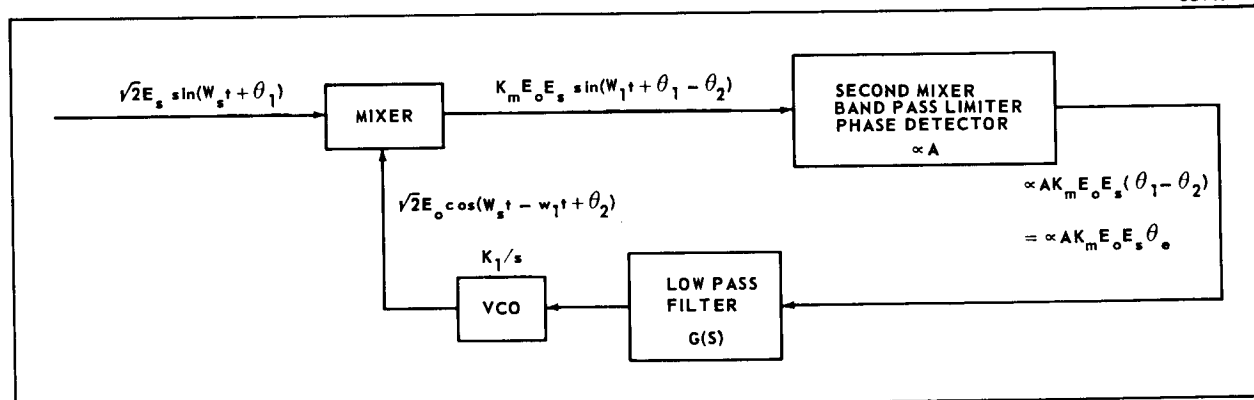 √2E_s sin(W_s t + θ_1)
MIXER
K_m E_o E_s sin(W_1 t + θ_1 − θ_2)
SECOND MIXER
BAND PASS LIMITER
PHASE DETECTOR
∝A
∝AK_m E_o E_s (θ_1 − θ_2)
= ∝AK_m E_o E_s θ_e
√2E_o cos(W_s t − w_1 t + θ_2)
K_1/s
VCO
LOW PASS
FILTER
G(S)